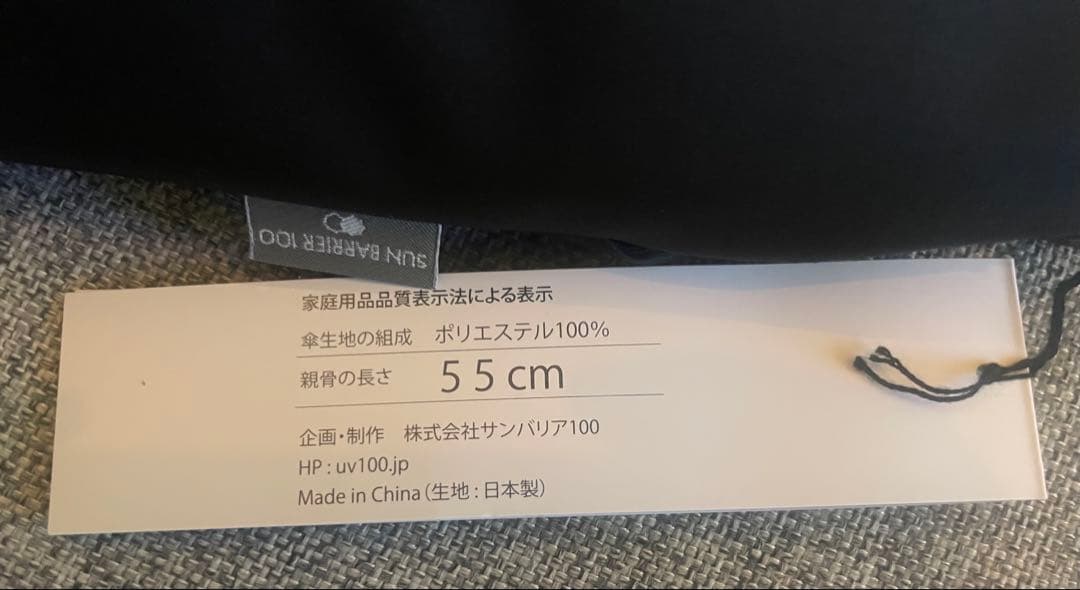 SUN BARRIER 100
家庭用品品質表示法による表示
傘生地の組成 ポリエステル100%
親骨の長さ 55cm
企画・制作 株式会社サンバリア100
HP : uv100.jp
Made in China（生地 : 日本製）